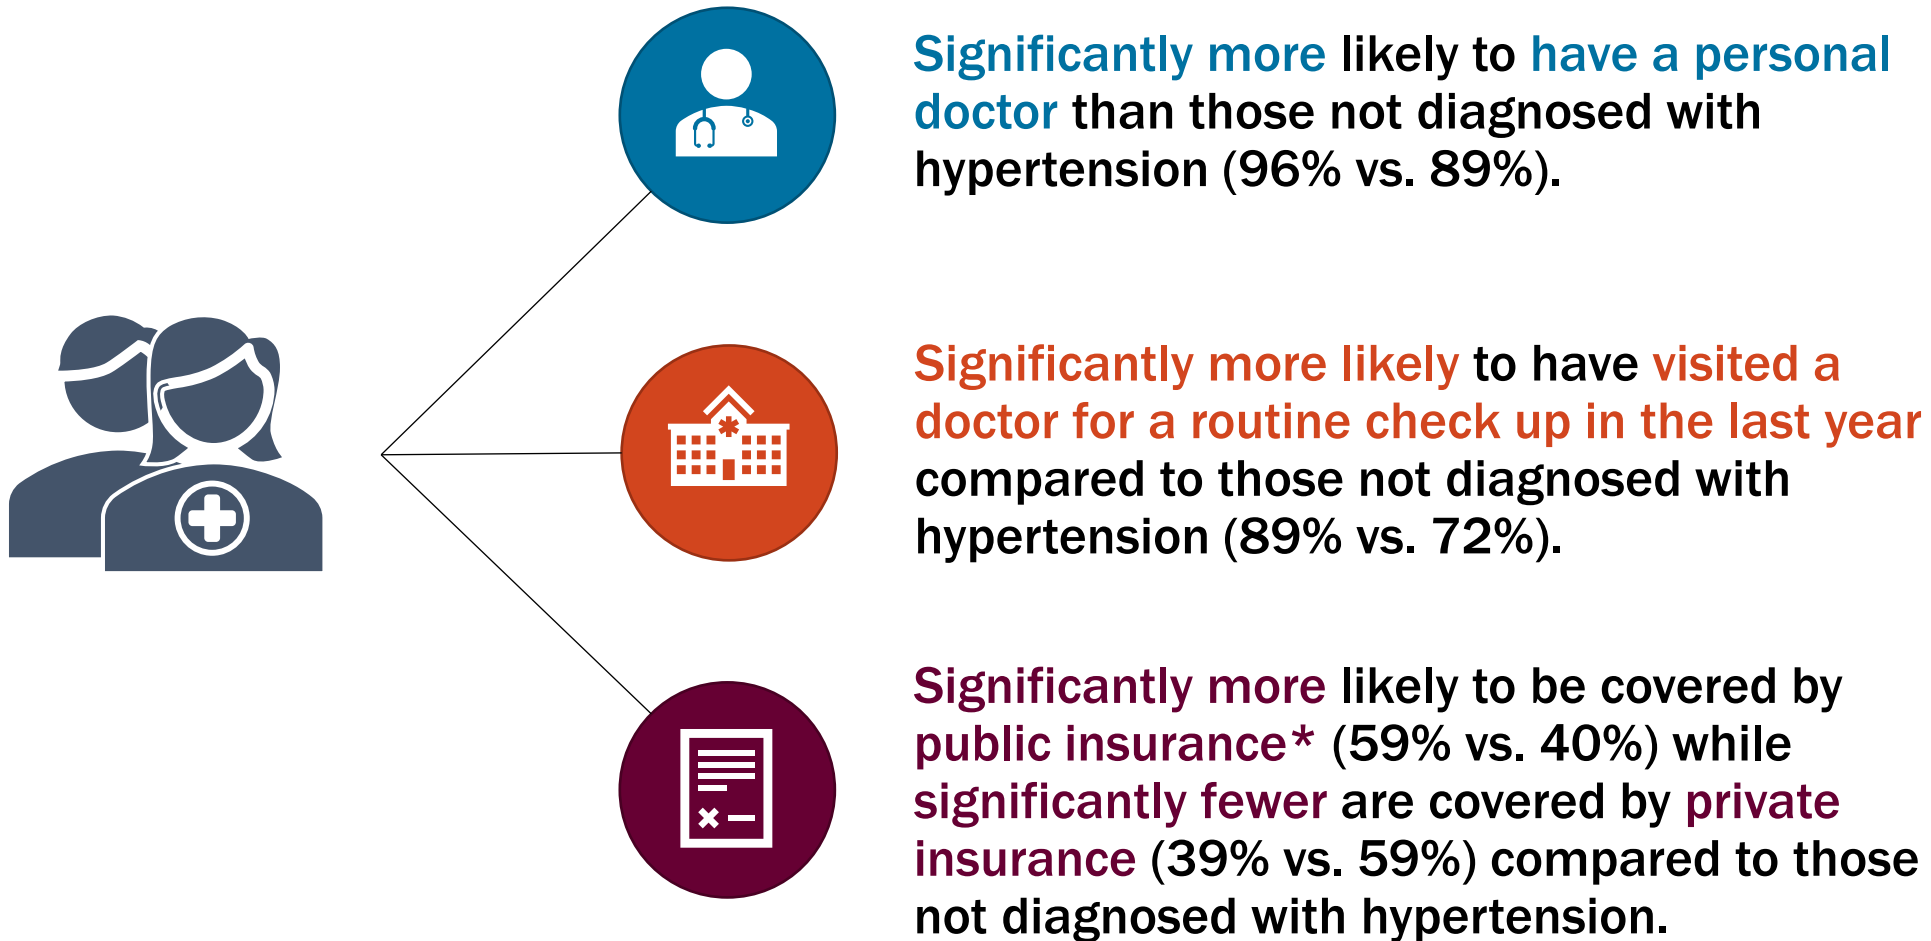 Significantly more likely to have a personal
doctor than those not diagnosed with
hypertension (96% vs. 89%).
Significantly more likely to have visited a
doctor for a routine check up in the last year
compared to those not diagnosed with
hypertension (89% vs. 72%).
Significantly more likely to be covered by
public insurance* (59% vs. 40%) while
significantly fewer are covered by private
insurance (39% vs. 59%) compared to those
not diagnosed with hypertension.